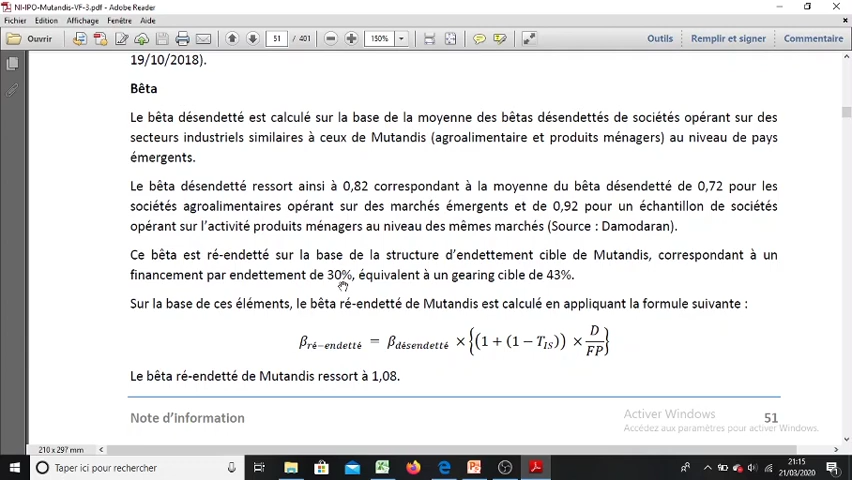 NI-IPO-Mutandis-VF-3.pdf - Adobe Reader
Fichier Edition Affichage Fenêtre Aide
Ouvrir 51 / 401 150% Outils Remplir et signer Commentaire
19/10/2018).
Bêta
Le bêta désendetté est calculé sur la base de la moyenne des bêtas désendettés de sociétés opérant sur des
secteurs industriels similaires à ceux de Mutandis (agroalimentaire et produits ménagers) au niveau de pays
émergents.
Le bêta désendetté ressort ainsi à 0,82 correspondant à la moyenne du bêta désendetté de 0,72 pour les
sociétés agroalimentaires opérant sur des marchés émergents et de 0,92 pour un échantillon de sociétés
opérant sur l'activité produits ménagers au niveau des mêmes marchés (Source : Damodaran).
Ce bêta est ré-endetté sur la base de la structure d'endettement cible de Mutandis, correspondant à un
financement par endettement de 30%, équivalent à un gearing cible de 43%.
Sur la base de ces éléments, le bêta ré-endetté de Mutandis est calculé en appliquant la formule suivante :
β ré−endetté = β désendetté × {(1 + (1 − T IS)) × D/FP}
Le bêta ré-endetté de Mutandis ressort à 1,08.
Note d'information 51
Activer Windows
Accédez aux paramètres pour activer Windows.
210 x 297 mm
Taper ici pour rechercher
21:15
21/03/2020